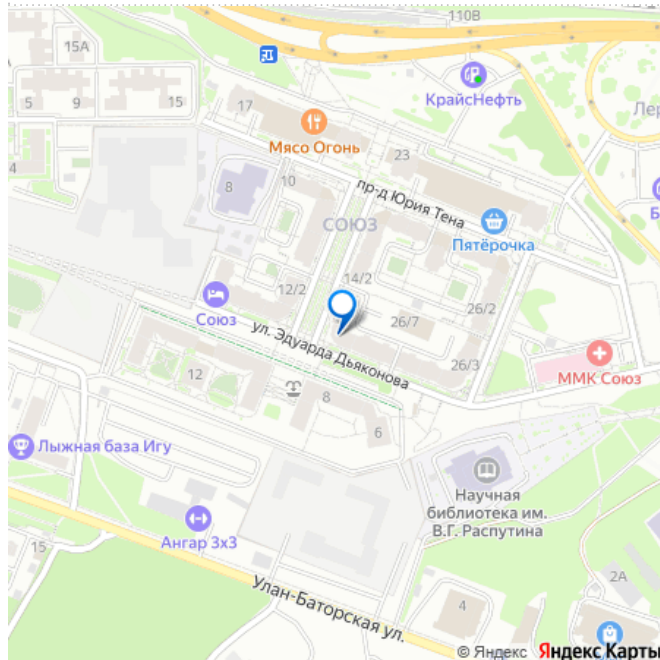 110В
15А
КрайсНефть
5
9
15
17
Мясо Огонь
Лер
4
23
8
10
пр-д Юрия Тена
СОЮЗ
Пятёрочка
Б
14/2
12/2
Союз
26/2
26/7
ул. Эдуарда Дьяконова
26/3
ММК Союз
12
8
6
Лыжная база Игу
Научная
библиотека им.
В.Г. Распутина
Ангар 3х3
15
Улан-Баторская ул.
2А
4
© Яндекс Яндекс Карты